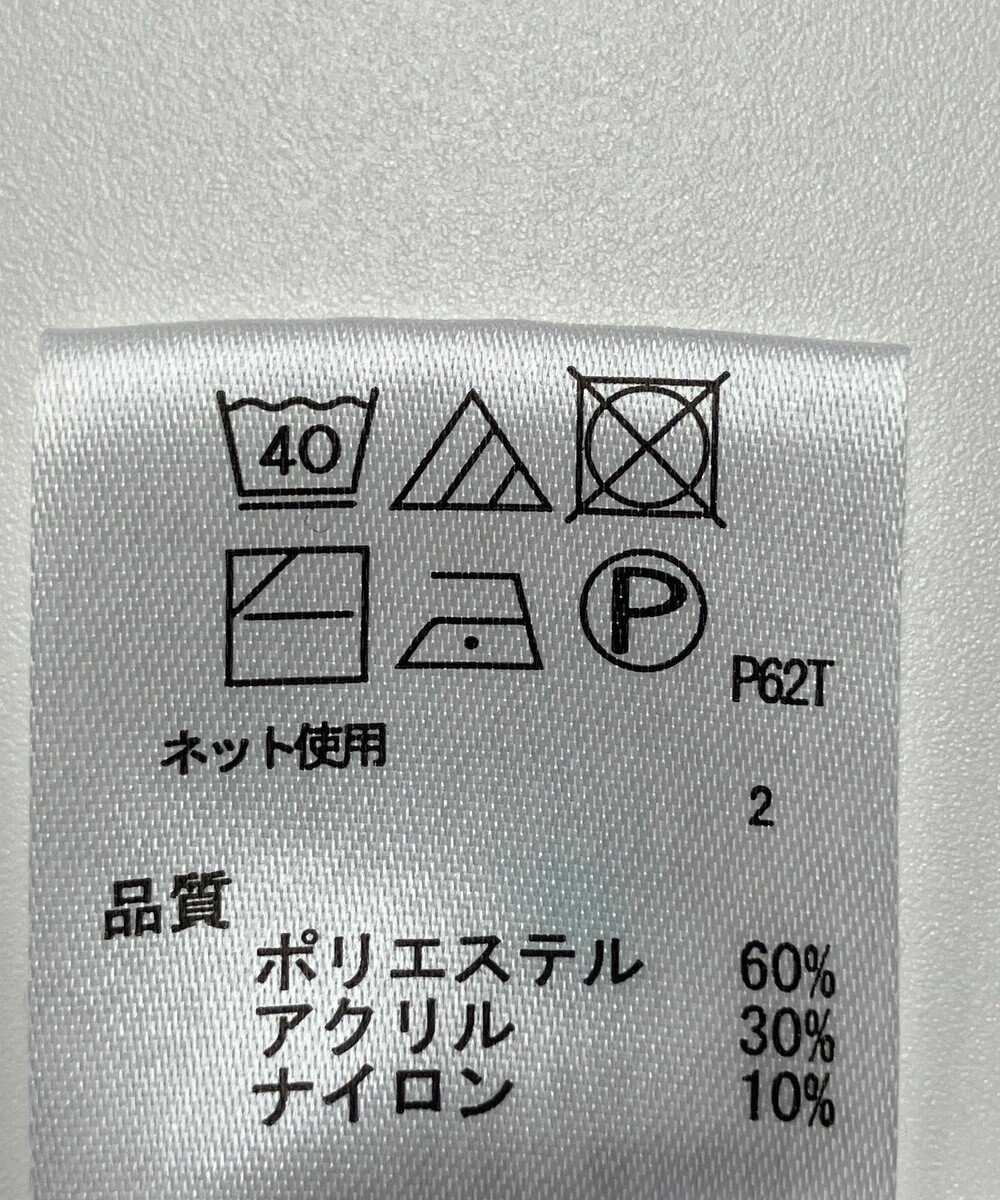 40
P
P62T
ネット使用
2
品質
ポリエステル 60%
アクリル 30%
ナイロン 10%